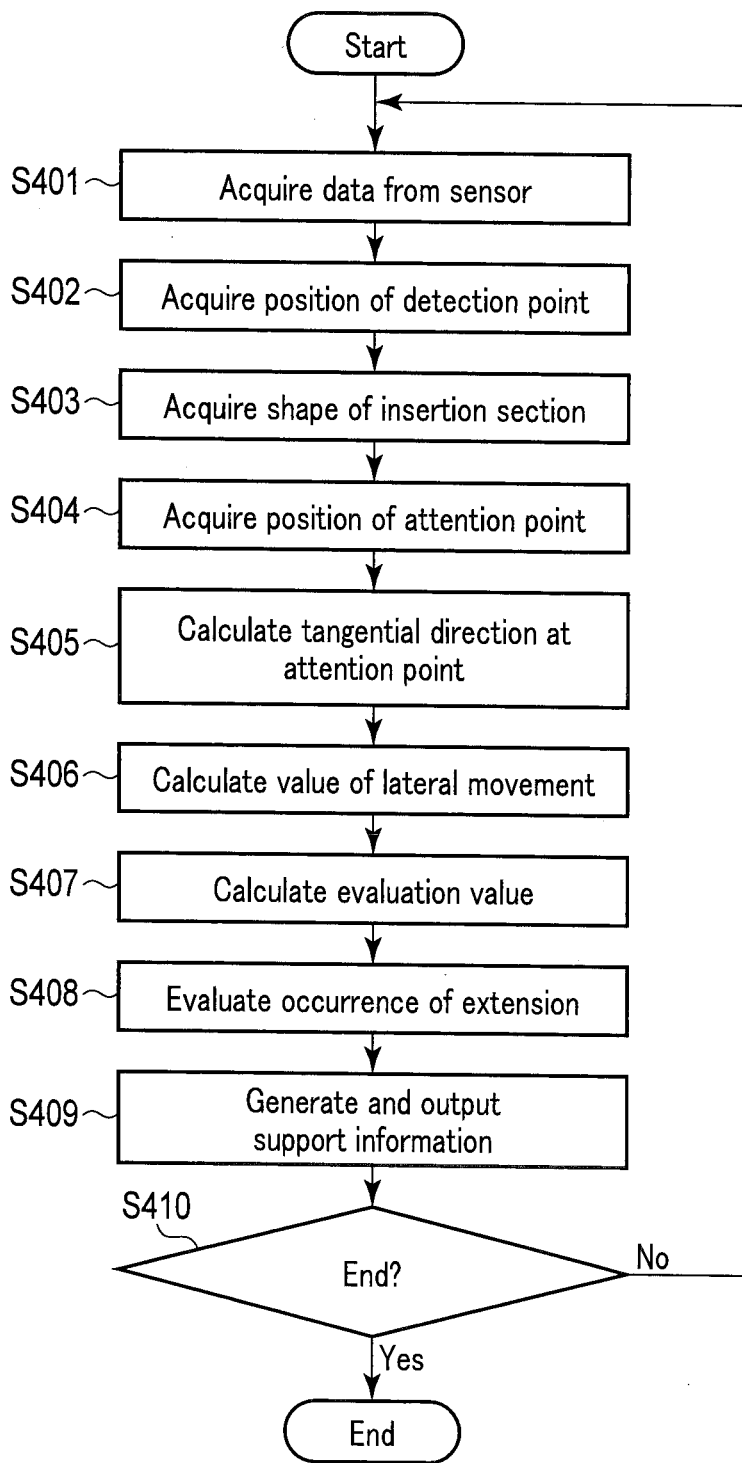 Start
S401
Acquire data from sensor
S402
Acquire position of detection point
S403
Acquire shape of insertion section
S404
Acquire position of attention point
S405
Calculate tangential direction at
attention point
S406
Calculate value of lateral movement
S407
Calculate evaluation value
S408
Evaluate occurrence of extension
S409
Generate and output
support information
S410
End?
No
Yes
End